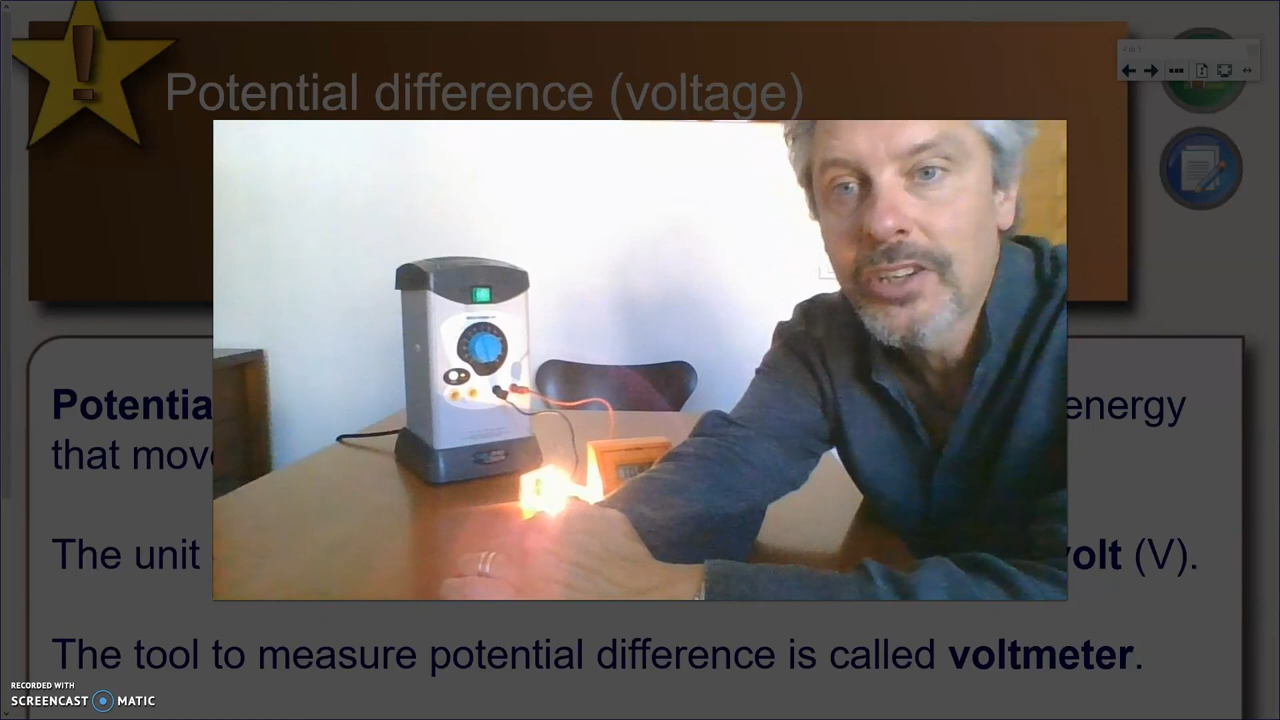 Potential difference (voltage)
Potentia energy
that mov
The unit volt (V).
The tool to measure potential difference is called voltmeter.
RECORDED WITH
SCREENCAST MATIC